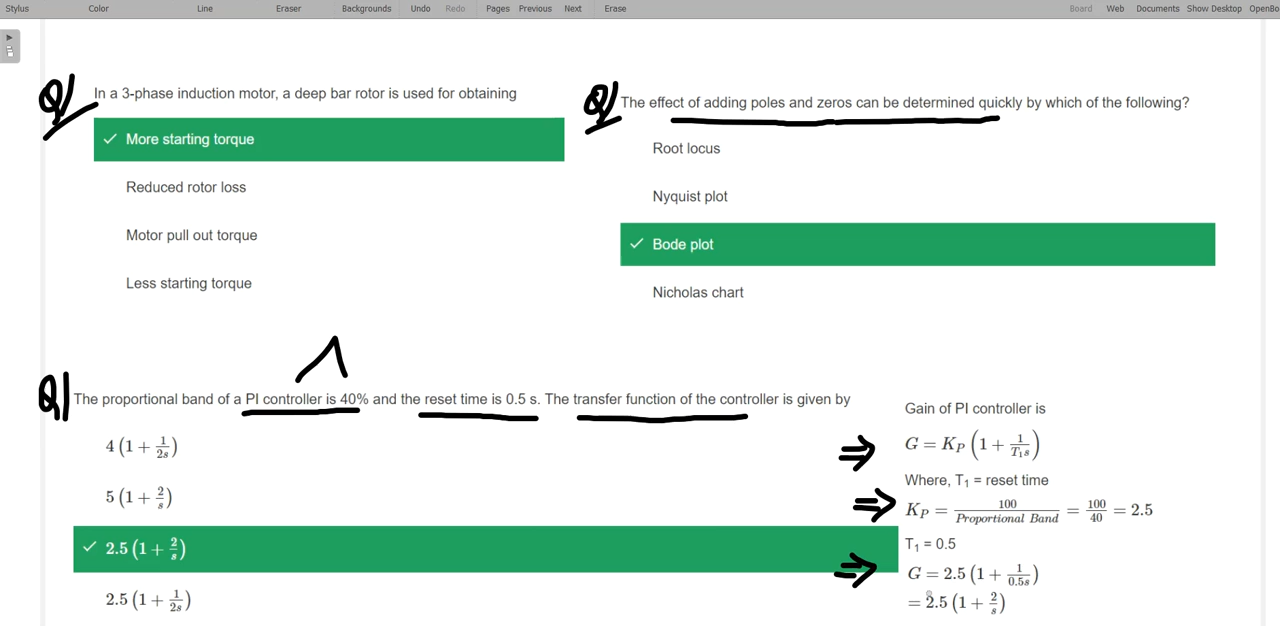 Stylus Color Line Eraser Backgrounds Undo Redo Pages Previous Next Erase Board Web Documents Show Desktop OpenBo
Q/ In a 3-phase induction motor, a deep bar rotor is used for obtaining
✓ More starting torque
Reduced rotor loss
Motor pull out torque
Less starting torque
Q/ The effect of adding poles and zeros can be determined quickly by which of the following?
Root locus
Nyquist plot
✓ Bode plot
Nicholas chart
Q| The proportional band of a PI controller is 40% and the reset time is 0.5 s. The transfer function of the controller is given by
4 (1 + 1/2s)
5 (1 + 2/s)
✓ 2.5 (1 + 2/s)
2.5 (1 + 1/2s)
Gain of PI controller is
⇒ G = K_P (1 + 1/T₁s)
Where, T₁ = reset time
⇒ K_P = 100/Proportional Band = 100/40 = 2.5
T₁ = 0.5
⇒ G = 2.5 (1 + 1/0.5s)
= 2.5 (1 + 2/s)